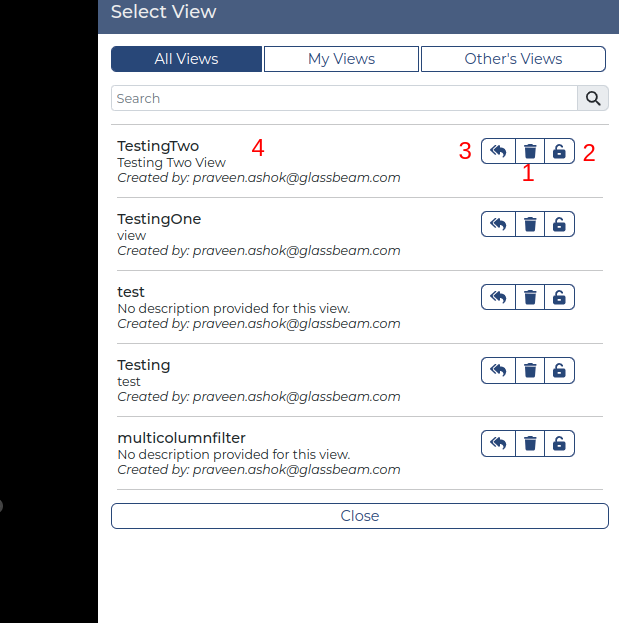 Select View
All Views My Views Other's Views
Search
TestingTwo 4 3 1 2
Testing Two View
Created by: praveen.ashok@glassbeam.com
TestingOne
view
Created by: praveen.ashok@glassbeam.com
test
No description provided for this view.
Created by: praveen.ashok@glassbeam.com
Testing
test
Created by: praveen.ashok@glassbeam.com
multicolumnfilter
No description provided for this view.
Created by: praveen.ashok@glassbeam.com
Close